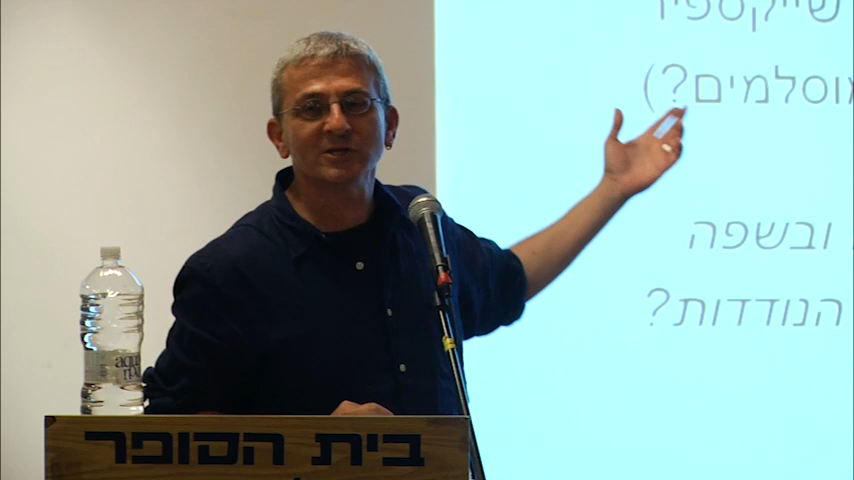 שייקספיר
מוסלמים?)
ובשפה
הנודדות?
בית הסופר